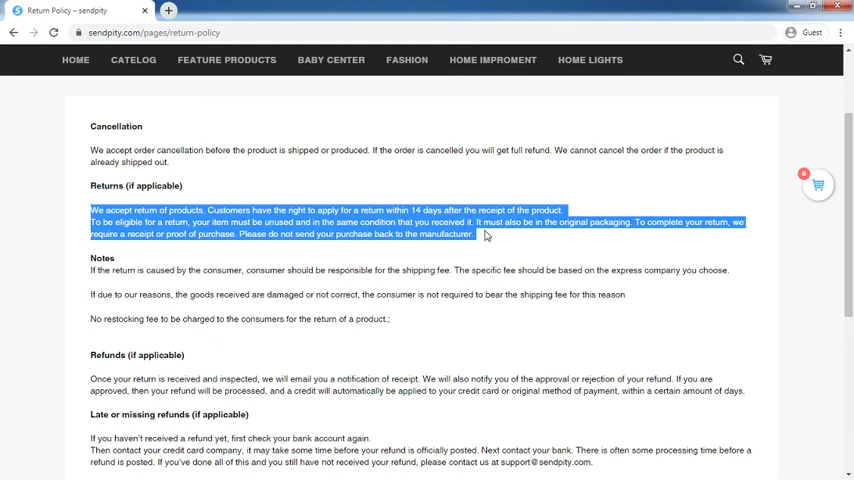 Return Policy – sendpity
sendpity.com/pages/return-policy
Guest
HOME CATELOG FEATURE PRODUCTS BABY CENTER FASHION HOME IMPROMENT HOME LIGHTS
Cancellation
We accept order cancellation before the product is shipped or produced. If the order is cancelled you will get full refund. We cannot cancel the order if the product is
already shipped out.
Returns (if applicable)
We accept return of products. Customers have the right to apply for a return within 14 days after the receipt of the product.
To be eligible for a return, your item must be unused and in the same condition that you received it. It must also be in the original packaging. To complete your return, we
require a receipt or proof of purchase. Please do not send your purchase back to the manufacturer.
0
Notes
If the return is caused by the consumer, consumer should be responsible for the shipping fee. The specific fee should be based on the express company you choose.
If due to our reasons, the goods received are damaged or not correct, the consumer is not required to bear the shipping fee for this reason
No restocking fee to be charged to the consumers for the return of a product.;
Refunds (if applicable)
Once your return is received and inspected, we will email you a notification of receipt. We will also notify you of the approval or rejection of your refund. If you are
approved, then your refund will be processed, and a credit will automatically be applied to your credit card or original method of payment, within a certain amount of days.
Late or missing refunds (if applicable)
If you haven't received a refund yet, first check your bank account again.
Then contact your credit card company, it may take some time before your refund is officially posted. Next contact your bank. There is often some processing time before a
refund is posted. If you've done all of this and you still have not received your refund, please contact us at support@sendpity.com.